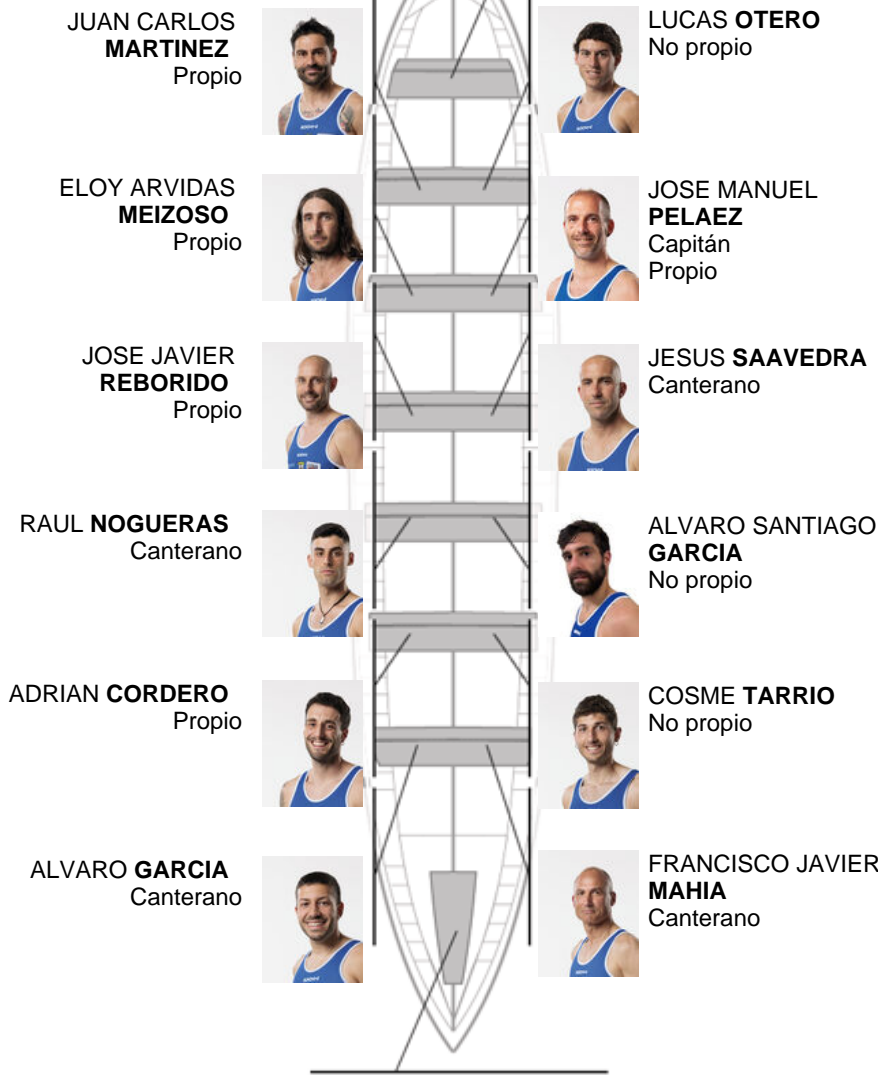 JUAN CARLOS
MARTINEZ
Propio
LUCAS OTERO
No propio
ELOY ARVIDAS
MEIZOSO
Propio
JOSE MANUEL
PELAEZ
Capitán
Propio
JOSE JAVIER
REBORIDO
Propio
JESUS SAAVEDRA
Canterano
RAUL NOGUERAS
Canterano
ALVARO SANTIAGO
GARCIA
No propio
ADRIAN CORDERO
Propio
COSME TARRIO
No propio
ALVARO GARCIA
Canterano
FRANCISCO JAVIER
MAHIA
Canterano